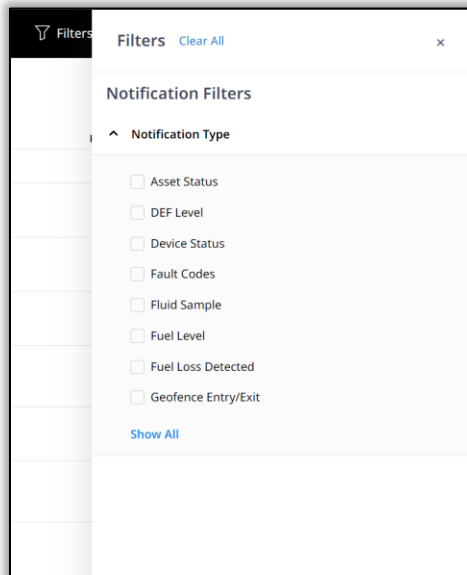 Filters
Filters Clear All ×
Notification Filters
Notification Type
Asset Status
DEF Level
Device Status
Fault Codes
Fluid Sample
Fuel Level
Fuel Loss Detected
Geofence Entry/Exit
Show All